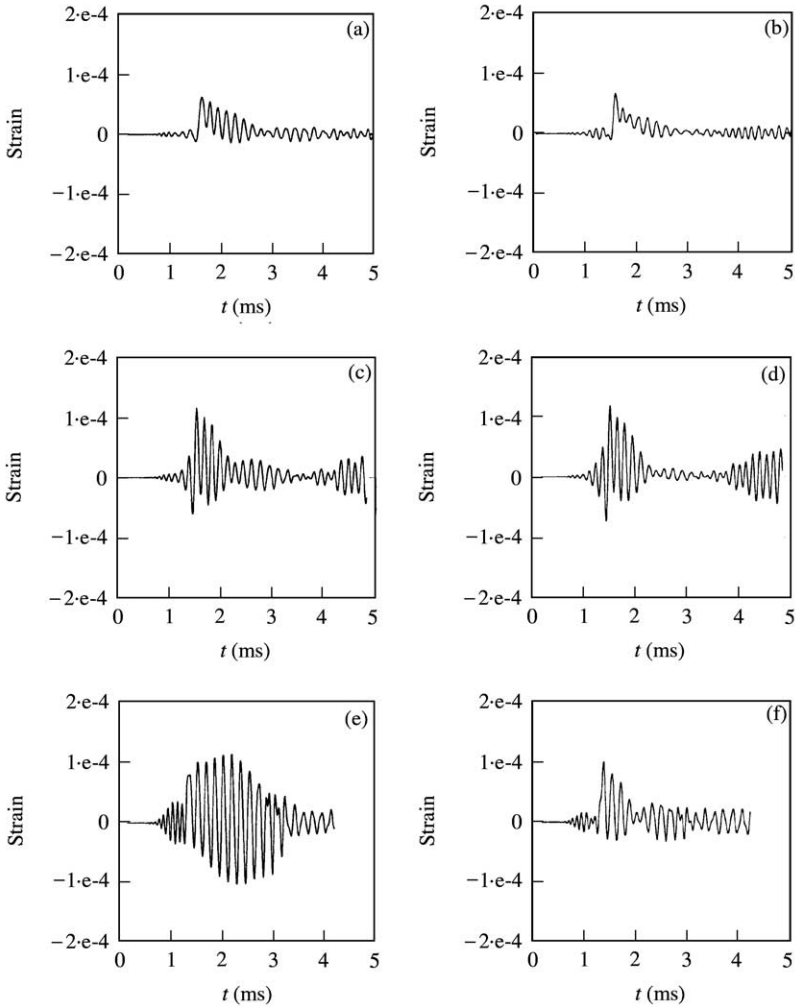 2·e-4
(a)
1·e-4
Strain
0
−1·e-4
−2·e-4
0 1 2 3 4 5
t (ms)
2·e-4
(b)
1·e-4
Strain
0
−1·e-4
−2·e-4
0 1 2 3 4 5
t (ms)
2·e-4
(c)
1·e-4
Strain
0
−1·e-4
−2·e-4
0 1 2 3 4 5
t (ms)
2·e-4
(d)
1·e-4
Strain
0
−1·e-4
−2·e-4
0 1 2 3 4 5
t (ms)
2·e-4
(e)
1·e-4
Strain
0
−1·e-4
−2·e-4
0 1 2 3 4 5
t (ms)
2·e-4
(f)
1·e-4
Strain
0
−1·e-4
−2·e-4
0 1 2 3 4 5
t (ms)